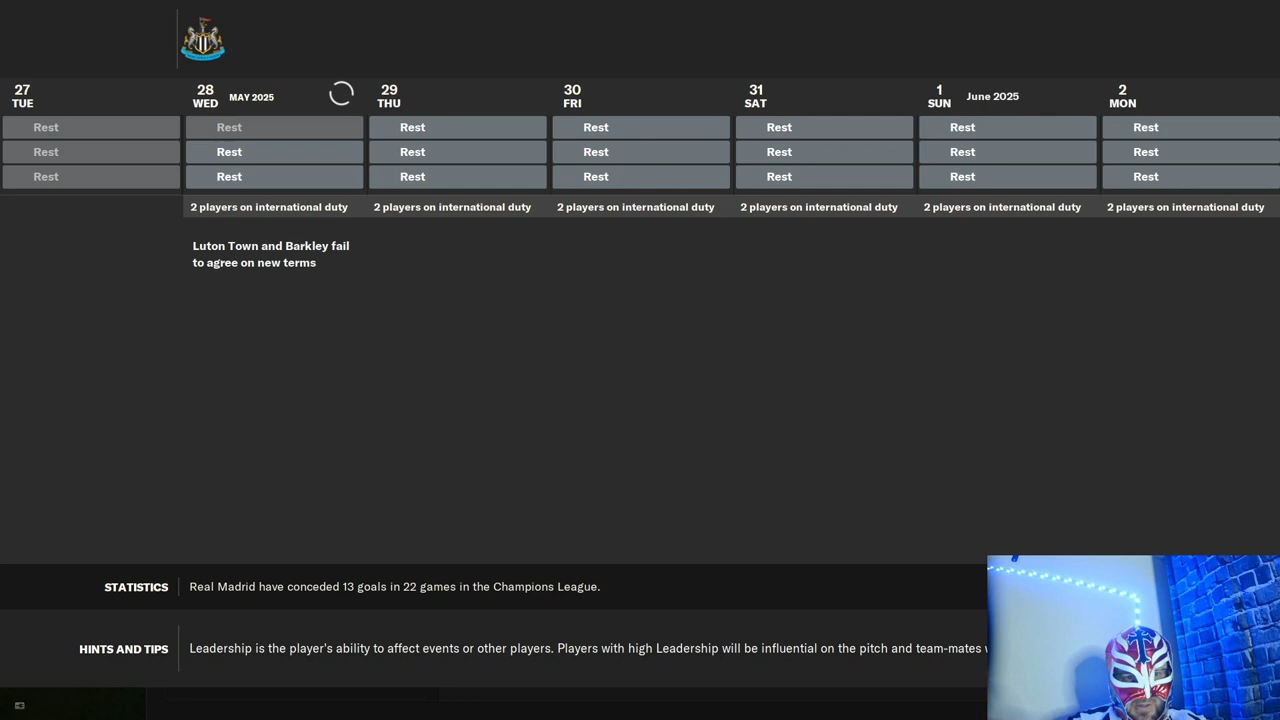 27
TUE
28
WED
MAY 2025
29
THU
30
FRI
31
SAT
1
SUN
June 2025
2
MON
Rest Rest Rest Rest Rest Rest Rest
Rest Rest Rest Rest Rest Rest Rest
Rest Rest Rest Rest Rest Rest Rest
2 players on international duty 2 players on international duty 2 players on international duty 2 players on international duty 2 players on international duty 2 players on international duty
Luton Town and Barkley fail
to agree on new terms
STATISTICS Real Madrid have conceded 13 goals in 22 games in the Champions League.
HINTS AND TIPS Leadership is the player's ability to affect events or other players. Players with high Leadership will be influential on the pitch and team-mates